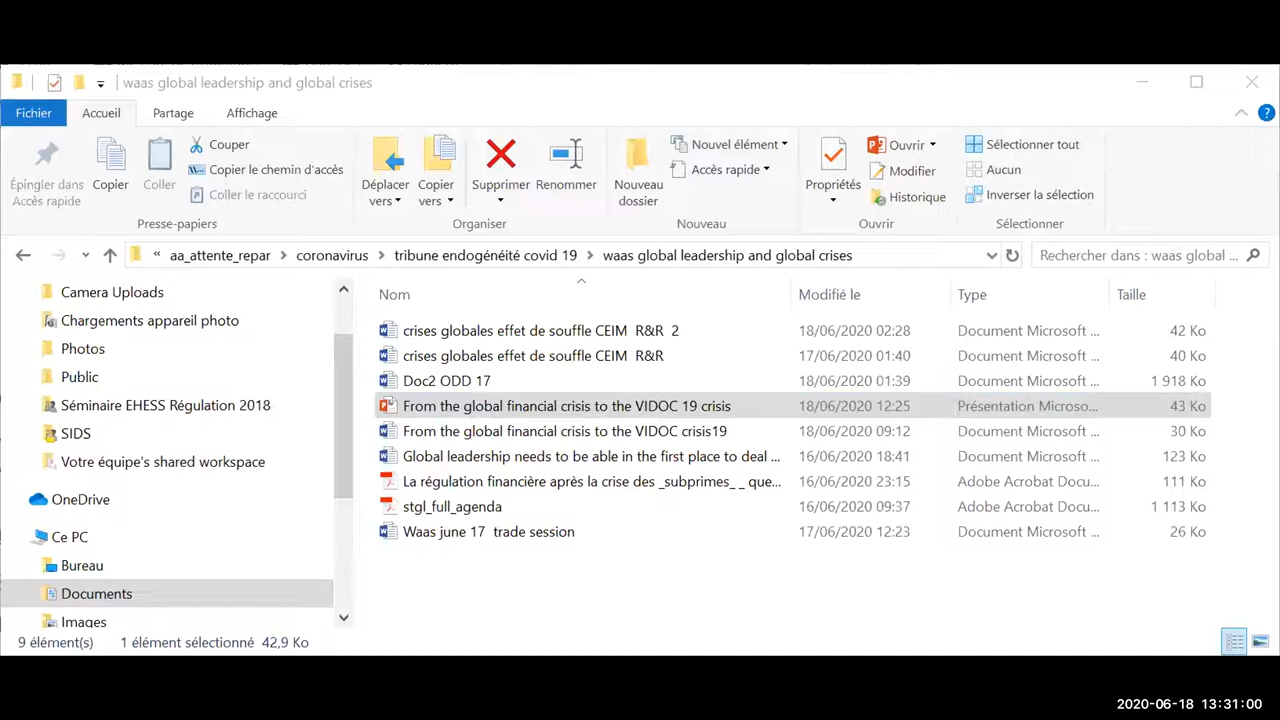 waas global leadership and global crises
Fichier Accueil Partage Affichage
Épingler dans Accès rapide
Copier
Coller
Couper
Copier le chemin d'accès
Coller le raccourci
Presse-papiers
Déplacer vers
Copier vers
Supprimer
Renommer
Organiser
Nouveau dossier
Nouvel élément
Accès rapide
Nouveau
Propriétés
Ouvrir
Modifier
Historique
Ouvrir
Sélectionner tout
Aucun
Inverser la sélection
Sélectionner
« aa_attente_repar > coronavirus > tribune endogénéité covid 19 > waas global leadership and global crises
Rechercher dans : waas global ...
Camera Uploads
Chargements appareil photo
Photos
Public
Séminaire EHESS Régulation 2018
SIDS
Votre équipe's shared workspace
OneDrive
Ce PC
Bureau
Documents
Images
Nom Modifié le Type Taille
crises globales effet de souffle CEIM R&R 2 18/06/2020 02:28 Document Microsoft ... 42 Ko
crises globales effet de souffle CEIM R&R 17/06/2020 01:40 Document Microsoft ... 40 Ko
Doc2 ODD 17 18/06/2020 01:39 Document Microsoft ... 1 918 Ko
From the global financial crisis to the VIDOC 19 crisis 18/06/2020 12:25 Présentation Microso... 43 Ko
From the global financial crisis to the VIDOC crisis19 18/06/2020 09:12 Document Microsoft ... 30 Ko
Global leadership needs to be able in the first place to deal ... 16/06/2020 18:41 Document Microsoft ... 123 Ko
La régulation financière après la crise des _subprimes_ _ que... 16/06/2020 23:15 Adobe Acrobat Docu... 111 Ko
stgl_full_agenda 16/06/2020 09:37 Adobe Acrobat Docu... 1 113 Ko
Waas june 17 trade session 17/06/2020 12:23 Document Microsoft ... 26 Ko
9 élément(s) 1 élément sélectionné 42,9 Ko
2020-06-18 13:31:00